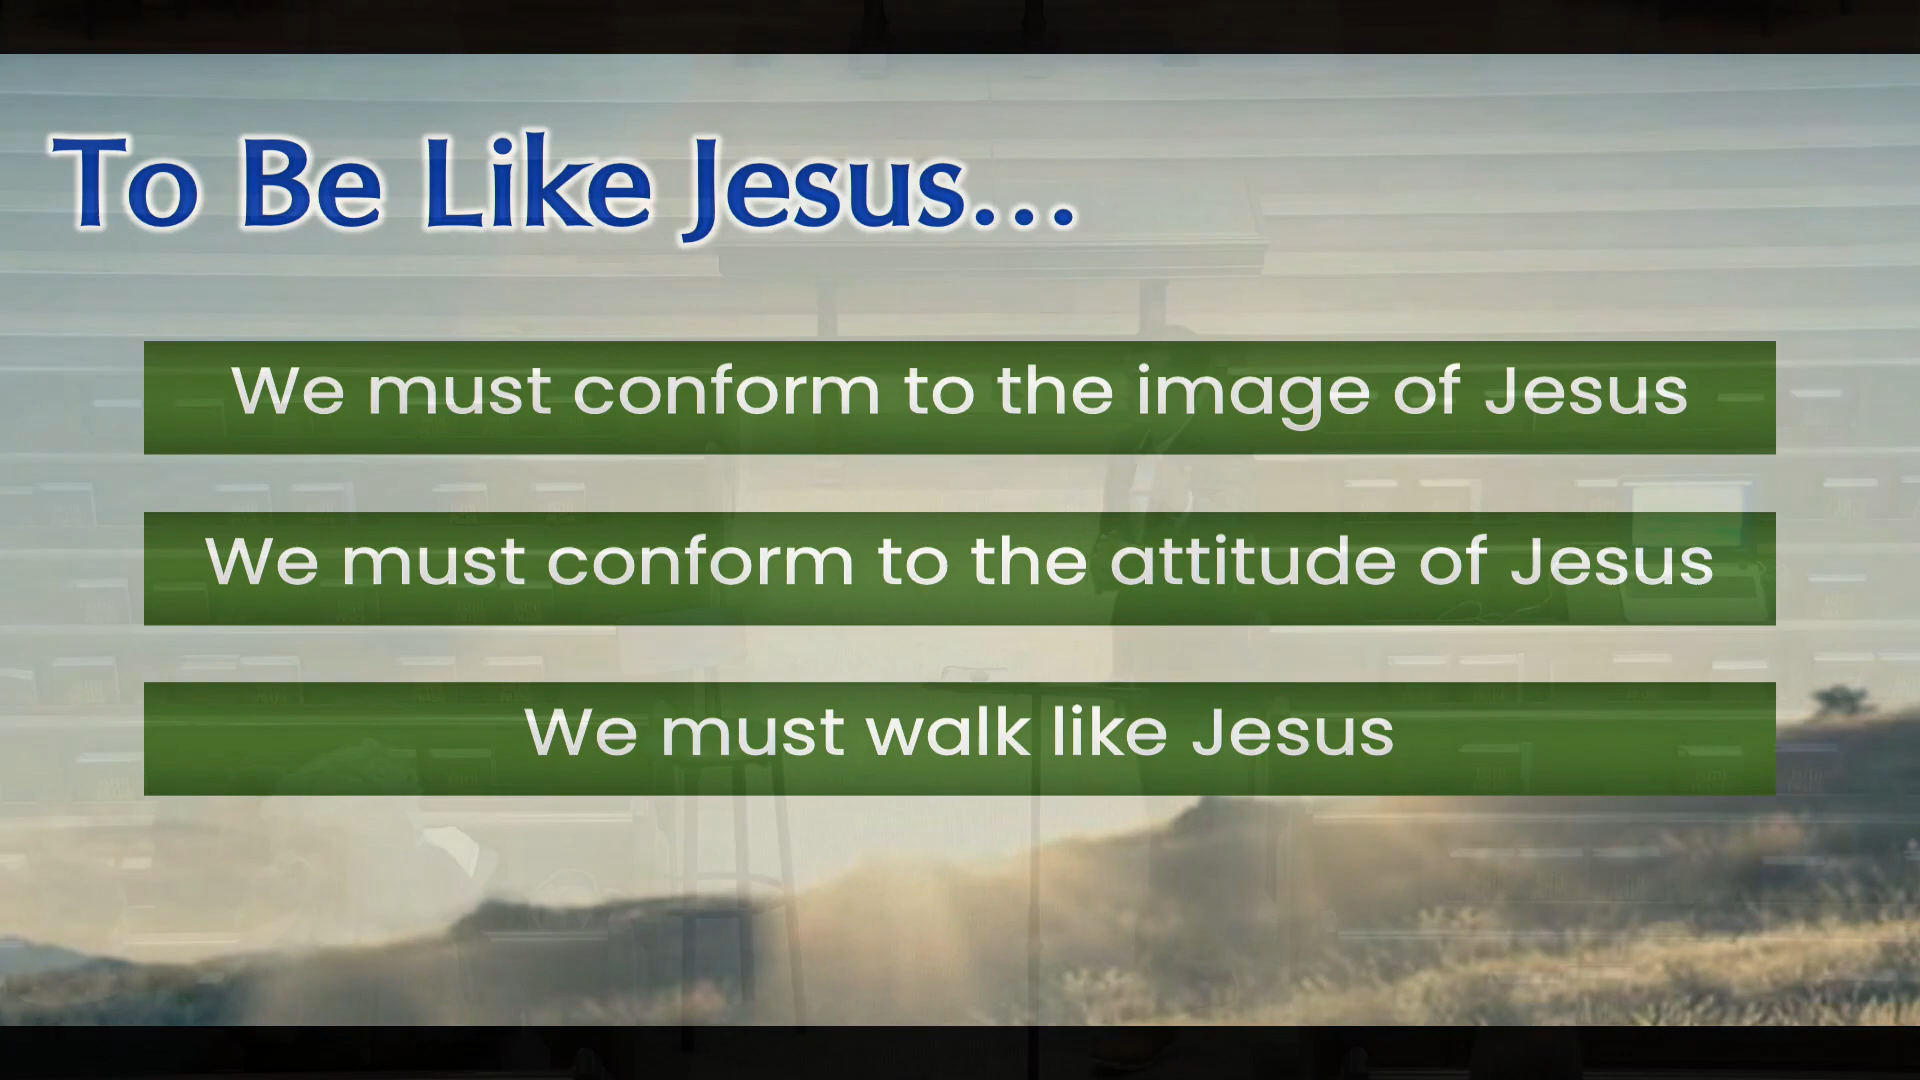 To Be Like Jesus...
We must conform to the image of Jesus
We must conform to the attitude of Jesus
We must walk like Jesus